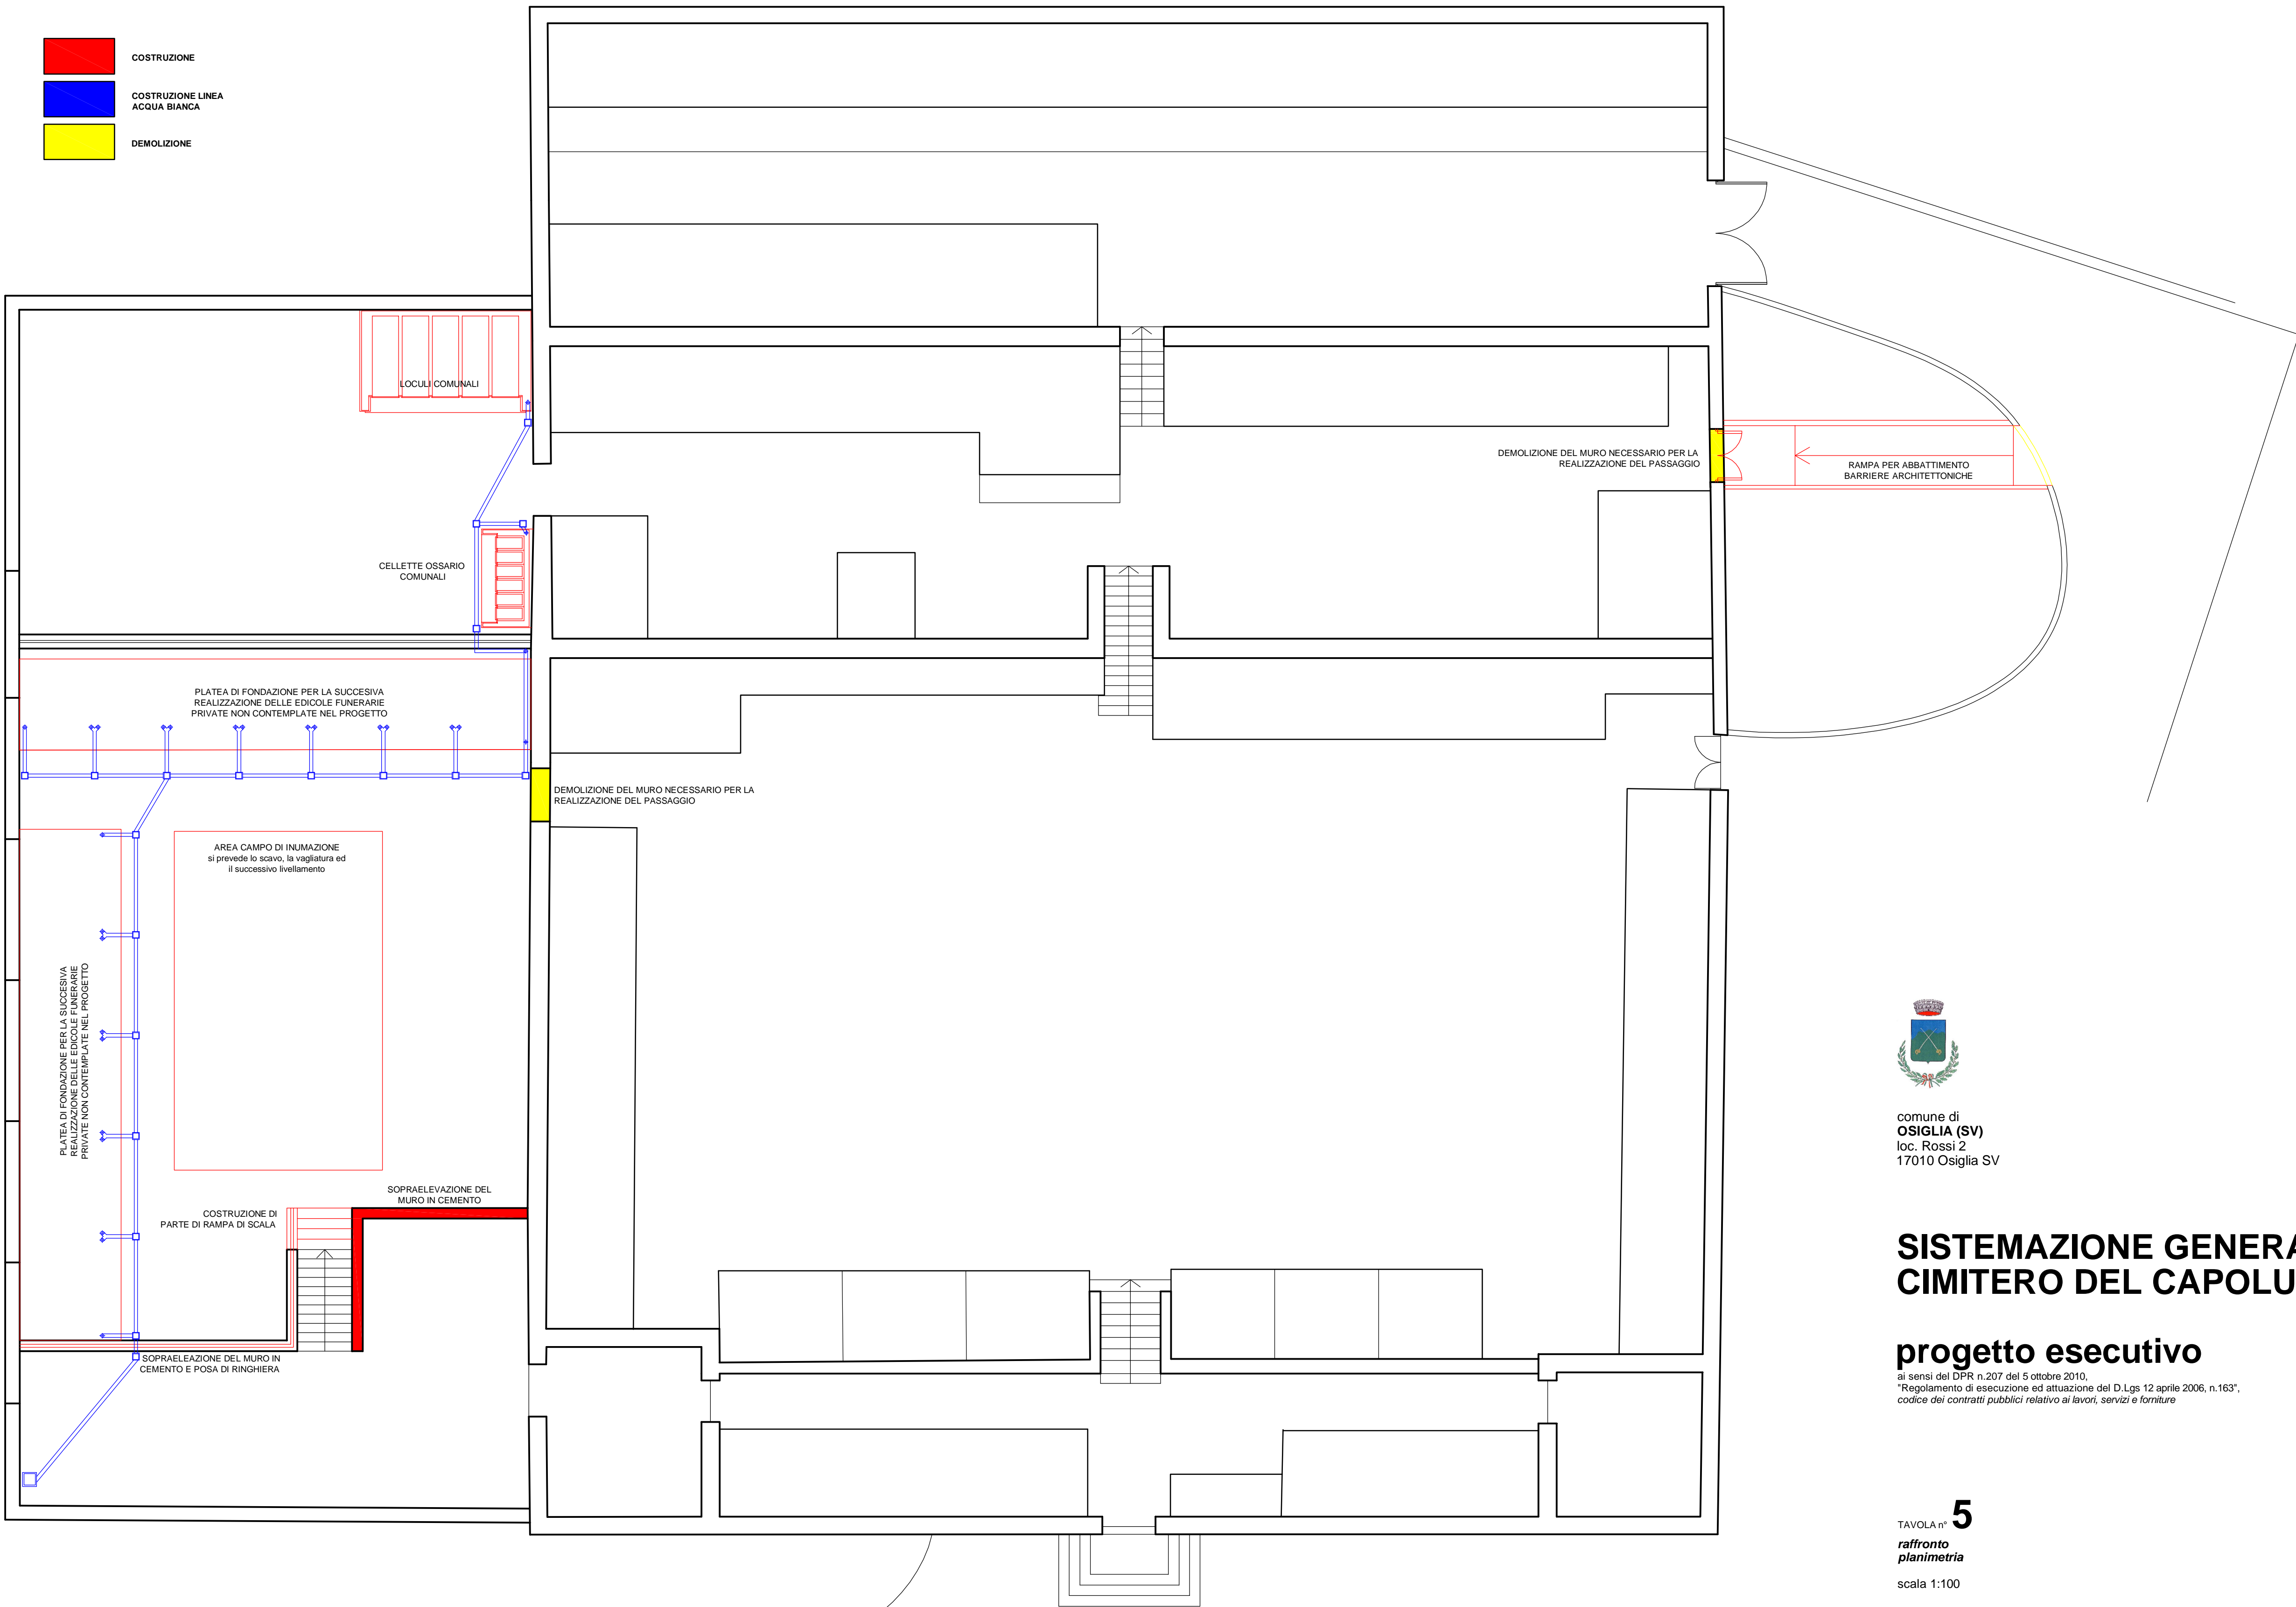 COSTRUZIONE
COSTRUZIONE LINEA
ACQUA BIANCA
DEMOLIZIONE
LOCULI COMUNALI
DEMOLIZIONE DEL MURO NECESSARIO PER LA
REALIZZAZIONE DEL PASSAGGIO
RAMPA PER ABBATTIMENTO
BARRIERE ARCHITETTONICHE
CELLETTE OSSARIO
COMUNALI
PLATEA DI FONDAZIONE PER LA SUCCESIVA
REALIZZAZIONE DELLE EDICOLE FUNERARIE
PRIVATE NON CONTEMPLATE NEL PROGETTO
DEMOLIZIONE DEL MURO NECESSARIO PER LA
REALIZZAZIONE DEL PASSAGGIO
AREA CAMPO DI INUMAZIONE
si prevede lo scavo, la vagliatura ed
il successivo livellamento
PLATEA DI FONDAZIONE PER LA SUCCESIVA
REALIZZAZIONE DELLE EDICOLE FUNERARIE
PRIVATE NON CONTEMPLATE NEL PROGETTO
SOPRAELEVAZIONE DEL
MURO IN CEMENTO
COSTRUZIONE DI
PARTE DI RAMPA DI SCALA
SOPRAELEAZIONE DEL MURO IN
CEMENTO E POSA DI RINGHIERA
comune di
OSIGLIA (SV)
loc. Rossi 2
17010 Osiglia SV
SISTEMAZIONE GENERA
CIMITERO DEL CAPOLU
progetto esecutivo
ai sensi del DPR n.207 del 5 ottobre 2010,
"Regolamento di esecuzione ed attuazione del D.Lgs 12 aprile 2006, n.163",
codice dei contratti pubblici relativo ai lavori, servizi e forniture
TAVOLA n° 5
raffronto
planimetria
scala 1:100